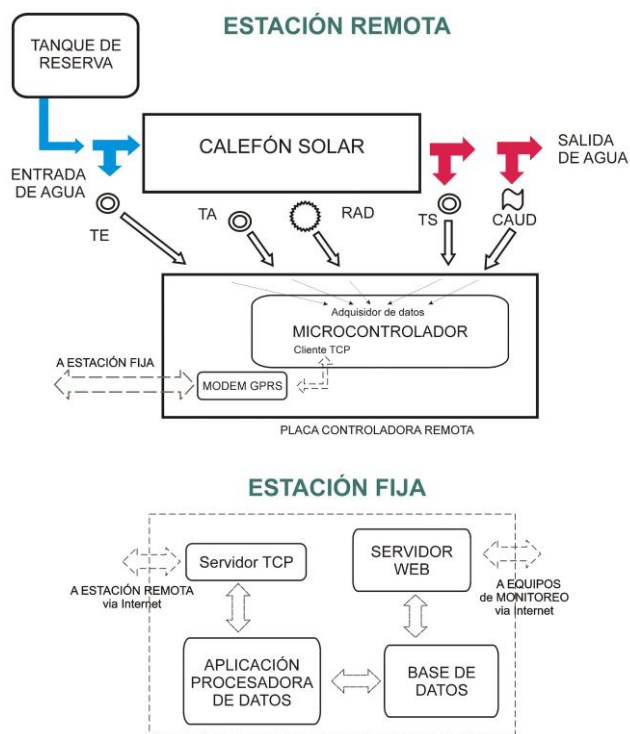 ESTACIÓN REMOTA
TANQUE DE
RESERVA
CALEFÓN SOLAR
SALIDA
DE AGUA
ENTRADA
DE AGUA
TE
TA
RAD
TS
CAUD
Adquisidor de datos
MICROCONTROLADOR
Cliente TCP
A ESTACIÓN FIJA
MODEM GPRS
PLACA CONTROLADORA REMOTA
ESTACIÓN FIJA
Servidor TCP
SERVIDOR
WEB
A ESTACIÓN REMOTA
via Internet
A EQUIPOS
de MONITOREO
via Internet
APLICACIÓN
PROCESADORA
DE DATOS
BASE DE
DATOS